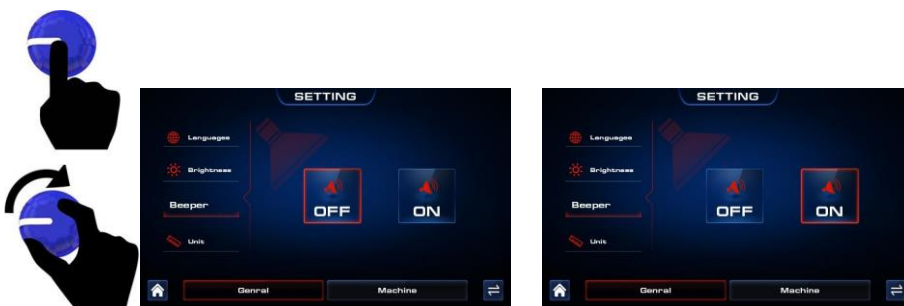 SETTING
Languages
Brightness
Beeper
OFF
ON
Unit
Genral
Machine
SETTING
Languages
Brightness
Beeper
OFF
ON
Unit
Genral
Machine